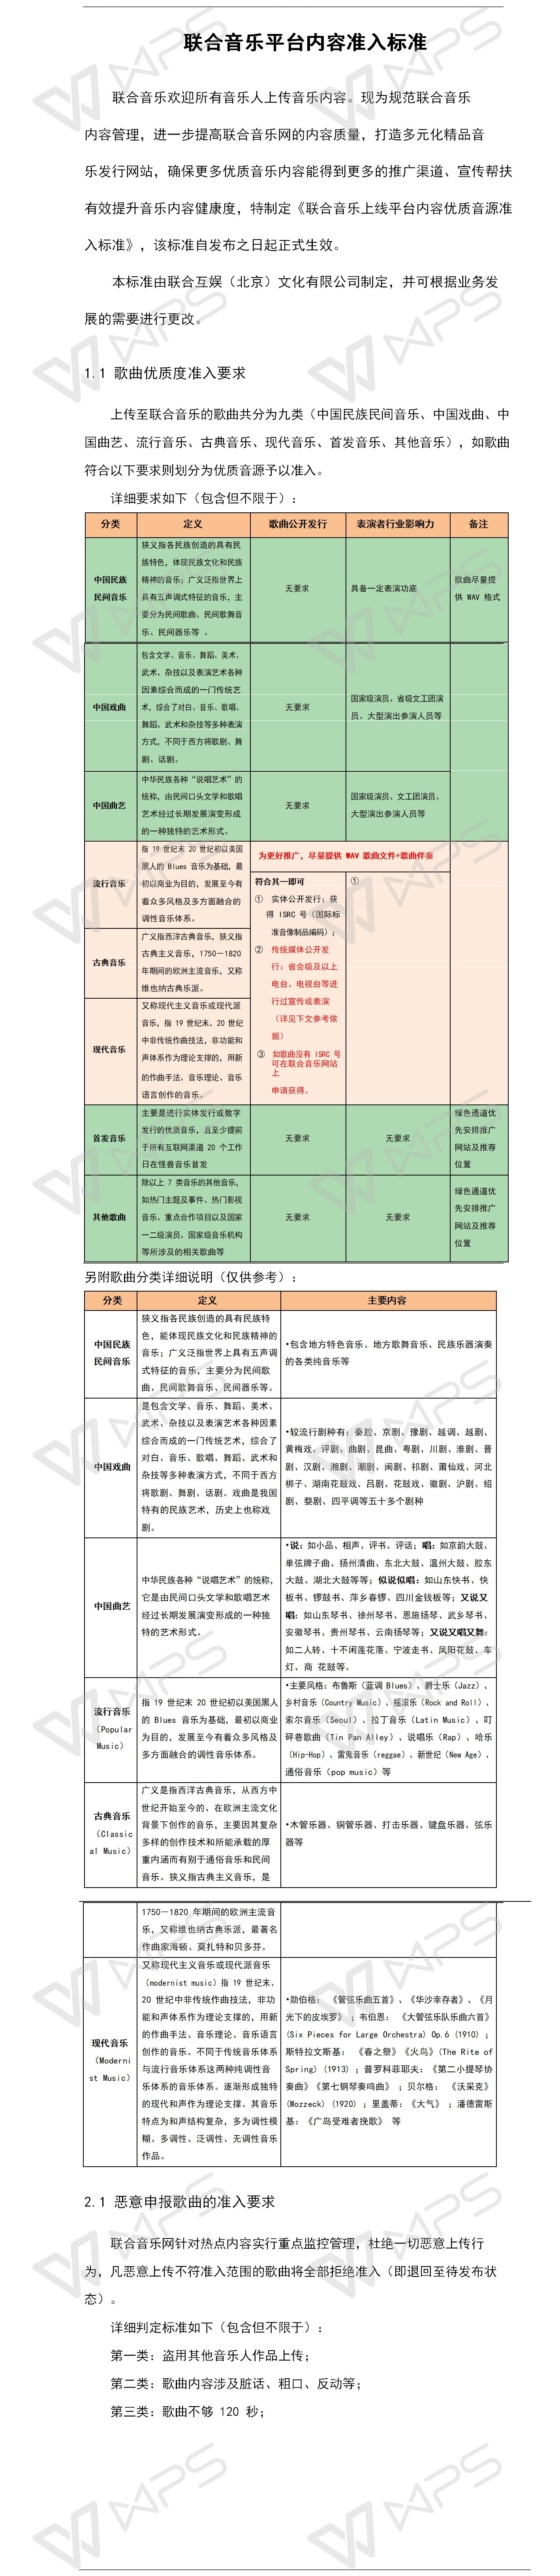 联合音乐平台内容准入标准
联合音乐欢迎所有音乐人上传音乐内容。现为规范联合音乐
内容管理，进一步提高联合音乐网的内容质量，打造多元化精品音
乐发行网站，确保更多优质音乐内容能得到更多的推广渠道、宣传帮扶
有效提升音乐内容健康度，特制定《联合音乐上线平台内容优质音源准
入标准》，该标准自发布之日起正式生效。
本标准由联合互娱（北京）文化有限公司制定，并可根据业务发
展的需要进行更改。
1.1 歌曲优质度准入要求
上传至联合音乐的歌曲共分为九类（中国民族民间音乐、中国戏曲、中
国曲艺、流行音乐、古典音乐、现代音乐、首发音乐、其他音乐），如歌曲
符合以下要求则划分为优质音源予以准入。
详细要求如下（包含但不限于）：
分类 定义 歌曲公开发行 表演者行业影响力 备注
中国民族
民间音乐
狭义指各民族创造的具有民
族特色，体现民族文化和民族
精神的音乐；广义泛指世界上
具有五声调式特征的音乐，主
要分为民间歌曲、民间歌舞音
乐、民间器乐等 。
无要求
具备一定表演功底
歌曲尽量提
供 WAV 格式
中国戏曲
包含文学、音乐、舞蹈、美术、
武术、杂技以及表演艺术各种
因素综合而成的一门传统艺
术，综合了对白、音乐、歌唱、
舞蹈、武术和杂技等多种表演
方式，不同于西方将歌剧、舞
剧、话剧。
无要求
国家级演员、省级文工团演
员、大型演出参演人员等
中国曲艺
中华民族各种“说唱艺术”的
统称，由民间口头文学和歌唱
艺术经过长期发展演变形成
的一种独特的艺术形式。
无要求
国家级演员、文工团演员、
大型演出参演人员等
流行音乐
指 19 世纪末 20 世纪初以美国
黑人的 Blues 音乐为基础，最
初以商业为目的，发展至今有
着众多风格及多方面融合的
调性音乐体系。
为更好推广，尽量提供 WAV 歌曲文件+歌曲伴奏
符合其一即可
① 实体公开发行：获
得 ISRC 号（国际标
准音像制品编码）；
② 传统媒体公开发
行：省会级及以上
电台、电视台等进
行过宣传或表演
（详见下文参考依
据）
③ 如歌曲没有 ISRC 号
可在联合音乐网站
上
申请获得。
①
古典音乐
广义指西洋古典音乐，狭义指
古典主义音乐，1750－1820
年期间的欧洲主流音乐，又称
维也纳古典乐派。
现代音乐
又称现代主义音乐或现代派
音乐，指 19 世纪末、20 世纪
中非传统作曲技法，非功能和
声体系作为理论支撑的，用新
的作曲手法、音乐理论、音乐
语言创作的音乐。
首发音乐
主要是进行实体发行或数字
发行的优质音乐，且至少提前
于所有互联网渠道 20 个工作
日在怪兽音乐首发
无要求
无要求
绿色通道优
先安排推广
网站及推荐
位置
其他歌曲
除以上 7 类音乐的其他音乐，
如热门主题及事件、热门影视
音乐、重点合作项目以及国家
一二级演员、国家级音乐机构
等所涉及的相关歌曲等
无要求
无要求
绿色通道优
先安排推广
网站及推荐
位置
另附歌曲分类详细说明（仅供参考）：
分类 定义 主要内容
中国民族
民间音乐
狭义指各民族创造的具有民族特
色，能体现民族文化和民族精神的
音乐；广义泛指世界上具有五声调
式特征的音乐，主要分为民间歌
曲、民间歌舞音乐、民间器乐等。
•包含地方特色音乐、地方歌舞音乐、民族乐器演奏
的各类纯音乐等
中国戏曲
是包含文学、音乐、舞蹈、美术、
武术、杂技以及表演艺术各种因素
综合而成的一门传统艺术，综合了
对白、音乐、歌唱、舞蹈、武术和
杂技等多种表演方式，不同于西方
将歌剧、舞剧、话剧。戏曲是我国
特有的民族艺术，历史上也称戏
剧。
•较流行剧种有：秦腔、京剧、豫剧、越调、越剧、
黄梅戏、评剧、曲剧、昆曲、粤剧、川剧、淮剧、晋
剧、汉剧、湘剧、潮剧、闽剧、祁剧、莆仙戏、河北
梆子、湖南花鼓戏、吕剧、花鼓戏、徽剧、沪剧、绍
剧、婺剧、四平调等五十多个剧种
中国曲艺
中华民族各种“说唱艺术”的统称，
它是由民间口头文学和歌唱艺术
经过长期发展演变形成的一种独
特的艺术形式。
•说：如小品、相声、评书、评话；唱：如京韵大鼓、
单弦牌子曲、扬州清曲、东北大鼓、温州大鼓、胶东
大鼓、湖北大鼓等等；似说似唱：如山东快书、快
板书、锣鼓书、萍乡春锣、四川金钱板等；又说又
唱：如山东琴书、徐州琴书、恩施扬琴、武乡琴书、
安徽琴书、贵州琴书、云南扬琴等；又说又唱又舞：
如二人转、十不闲莲花落、宁波走书、凤阳花鼓、车
灯、商 花鼓等。
流行音乐
（Popular
Music）
指 19 世纪末 20 世纪初以美国黑人
的 Blues 音乐为基础，最初以商业
为目的，发展至今有着众多风格及
多方面融合的调性音乐体系。
•主要风格：布鲁斯（蓝调 Blues）、爵士乐（Jazz）、
乡村音乐（Country Music）、摇滚乐（Rock and Roll）、
索尔音乐（Seoul）、拉丁音乐（Latin Music）、叮
砰巷歌曲（Tin Pan Alley）、说唱乐（Rap）、哈乐
（Hip-Hop）、雷鬼音乐（reggae）、新世纪（New Age）、
通俗音乐（pop music）等
古典音乐
（Classic
al Music）
广义是指西洋古典音乐，从西方中
世纪开始至今的、在欧洲主流文化
背景下创作的音乐，主要因其复杂
多样的创作技术和所能承载的厚
重内涵而有别于通俗音乐和民间
音乐。狭义指古典主义音乐，是
•木管乐器、铜管乐器、打击乐器、键盘乐器、弦乐
器等
1750－1820 年期间的欧洲主流音
乐，又称维也纳古典乐派，最著名
作曲家海顿、莫扎特和贝多芬。
现代音乐
（Moderni
st Music）
又称现代主义音乐或现代派音乐
（modernist music）指 19 世纪末、
20 世纪中非传统作曲技法，非功
能和声体系作为理论支撑的，用新
的作曲手法、音乐理论、音乐语言
创作的音乐。不同于传统音乐体系
与流行音乐体系这两种纯调性音
乐体系的音乐体系。逐渐形成独特
的现代和声作为理论支撑。其音乐
特点为和声结构复杂，多为调性模
糊、多调性、泛调性、无调性音乐
作品。
•勋伯格： 《管弦乐曲五首》、《华沙幸存者》、《月
光下的皮埃罗》 ；韦伯恩： 《大管弦乐队乐曲六首》
(Six Pieces for Large Orchestra) Op.6 (1910) ；
斯特拉文斯基： 《春之祭》《火鸟》(The Rite of
Spring) (1913) ；普罗科菲耶夫：《第二小提琴协
奏曲》《第七钢琴奏鸣曲》 ；贝尔格： 《沃采克》
(Wozzeck) (1920) ；里盖蒂：《大气》 ；潘德雷斯
基： 《广岛受难者挽歌》 等
2.1 恶意申报歌曲的准入要求
联合音乐网针对热点内容实行重点监控管理，杜绝一切恶意上传行
为，凡恶意上传不符准入范围的歌曲将全部拒绝准入（即退回至待发布状
态）。
详细判定标准如下（包含但不限于）：
第一类：盗用其他音乐人作品上传；
第二类：歌曲内容涉及脏话、粗口、反动等；
第三类：歌曲不够 120 秒；